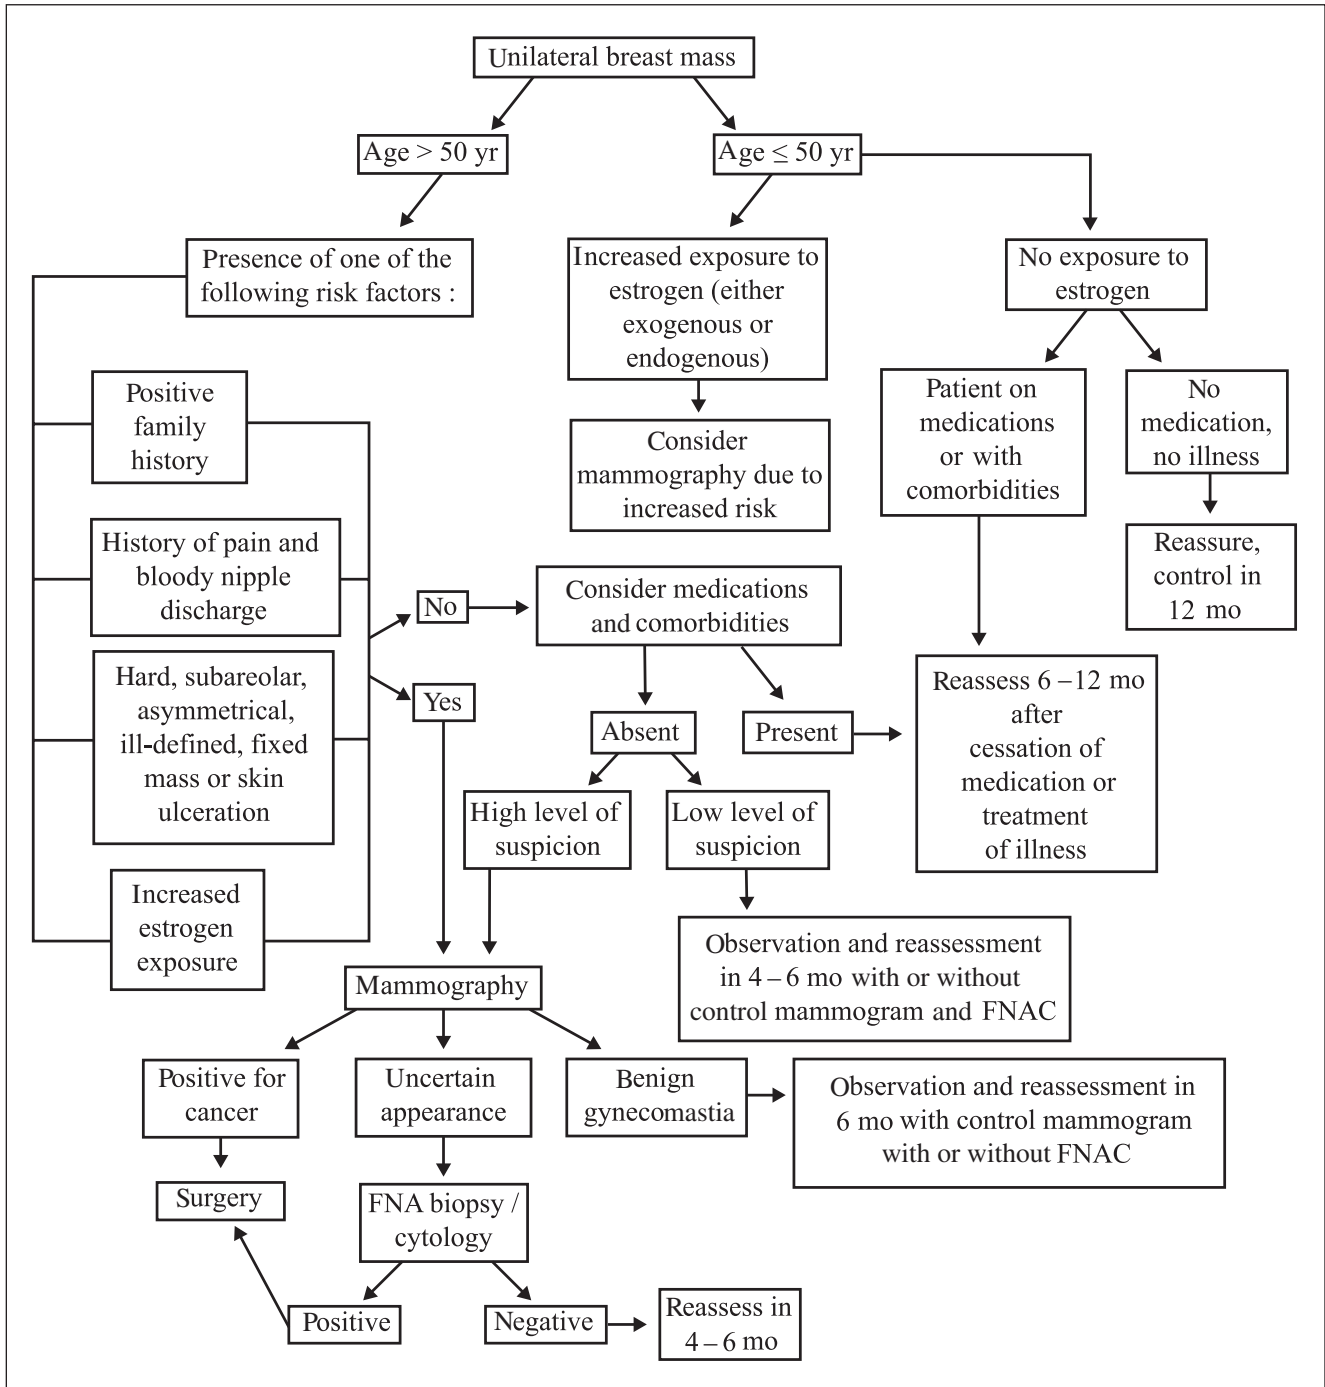 Unilateral breast mass
Age > 50 yr
Age ≤ 50 yr
Presence of one of the
following risk factors :
Increased exposure to
estrogen (either
exogenous or
endogenous)
No exposure to
estrogen
Positive
family
history
Consider
mammography due to
increased risk
Patient on
medications
or with
comorbidities
No
medication,
no illness
History of pain and
bloody nipple
discharge
No
Consider medications
and comorbidities
Reassure,
control in
12 mo
Hard, subareolar,
asymmetrical,
ill-defined, fixed
mass or skin
ulceration
Yes
Absent
Present
Reassess 6 – 12 mo
after
cessation of
medication or
treatment
of illness
High level of
suspicion
Low level of
suspicion
Increased
estrogen
exposure
Mammography
Observation and reassessment
in 4 – 6 mo with or without
control mammogram and FNAC
Positive for
cancer
Uncertain
appearance
Benign
gynecomastia
Observation and reassessment in
6 mo with control mammogram
with or without FNAC
Surgery
FNA biopsy /
cytology
Positive
Negative
Reassess in
4 – 6 mo